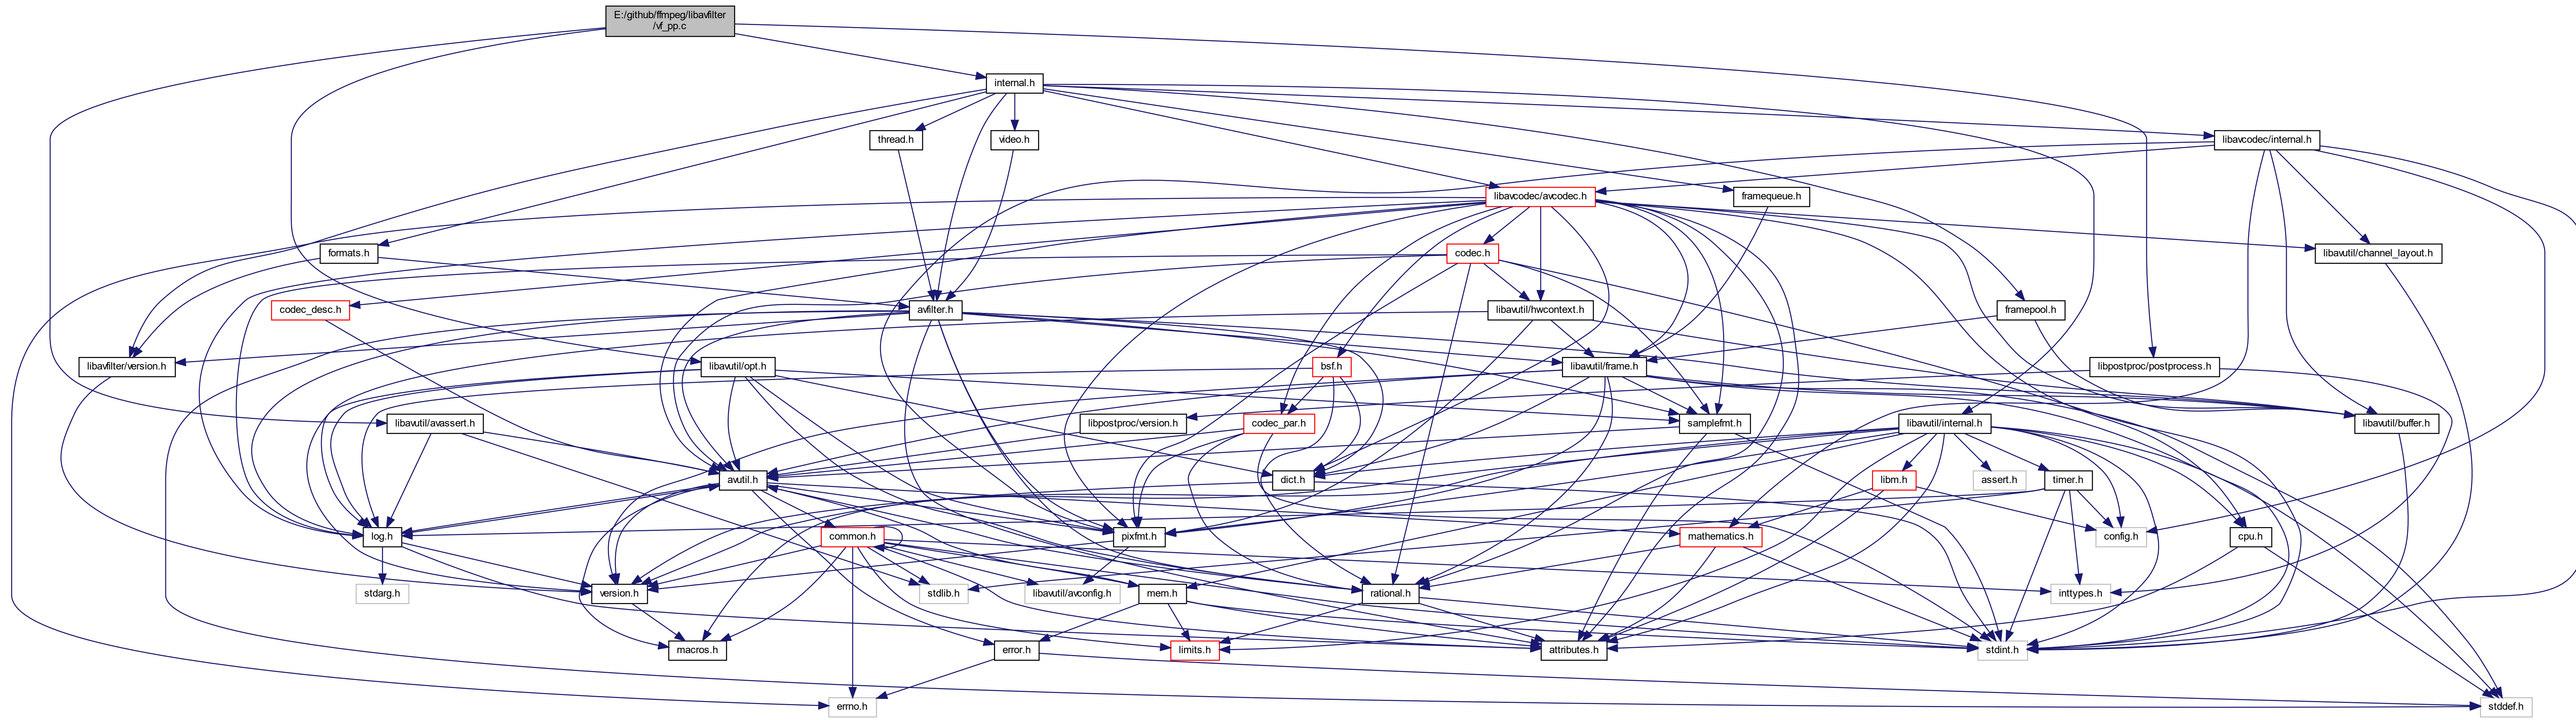 E:/github/ffmpeg/libavfilter
/vf_pp.c
internal.h
thread.h
video.h
libavcodec/internal.h
libavcodec/avcodec.h
framequeue.h
formats.h
codec.h
libavutil/channel_layout.h
codec_desc.h
avfilter.h
libavutil/hwcontext.h
framepool.h
libavfilter/version.h
libavutil/opt.h
bsf.h
libavutil/frame.h
libpostproc/postprocess.h
libavutil/avassert.h
libpostproc/version.h
codec_par.h
samplefmt.h
libavutil/internal.h
libavutil/buffer.h
avutil.h
dict.h
libm.h
assert.h
timer.h
log.h
common.h
pixfmt.h
mathematics.h
config.h
cpu.h
stdarg.h
version.h
stdlib.h
libavutil/avconfig.h
mem.h
rational.h
inttypes.h
macros.h
error.h
limits.h
attributes.h
stdint.h
errno.h
stddef.h